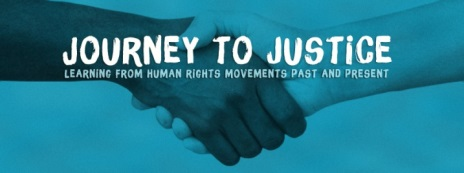 JOURNEY TO JUSTICE
LEARNING FROM HUMAN RIGHTS MOVEMENTS PAST AND PRESENT